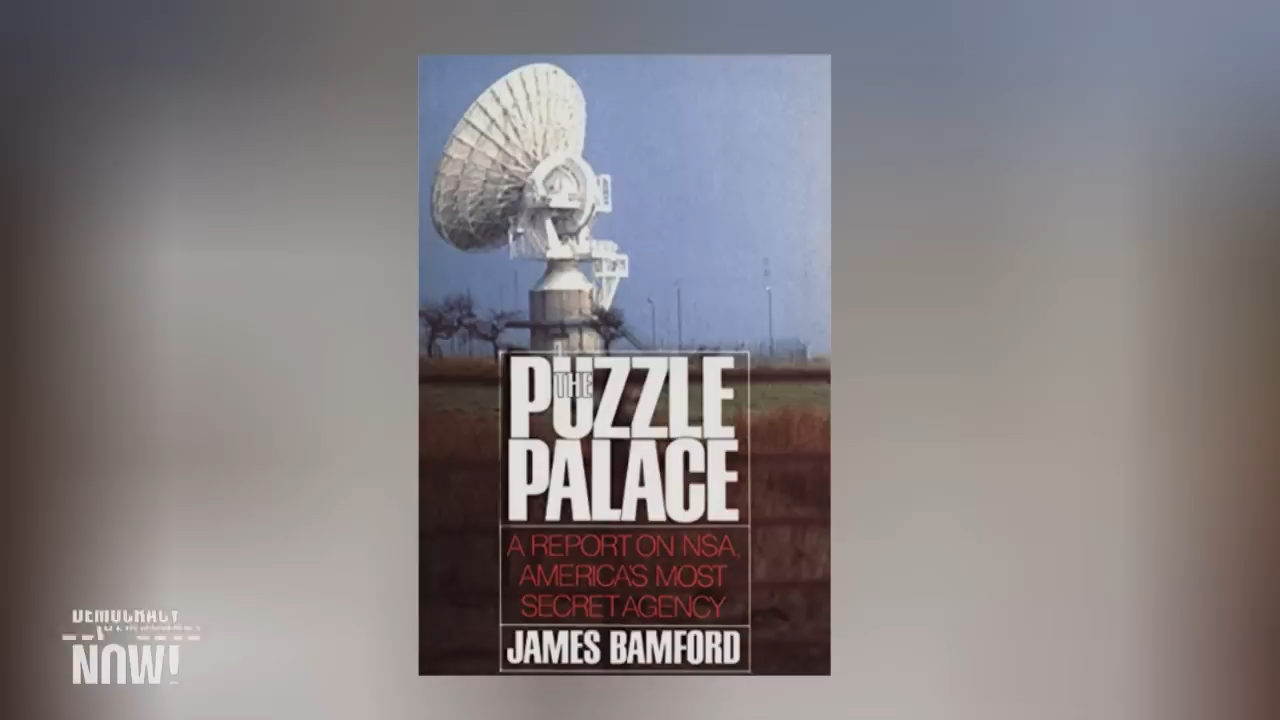 THE
PUZZLE
PALACE
A REPORT ON NSA,
AMERICA'S MOST
SECRET AGENCY
JAMES BAMFORD
DEMOCRACY
NOW!